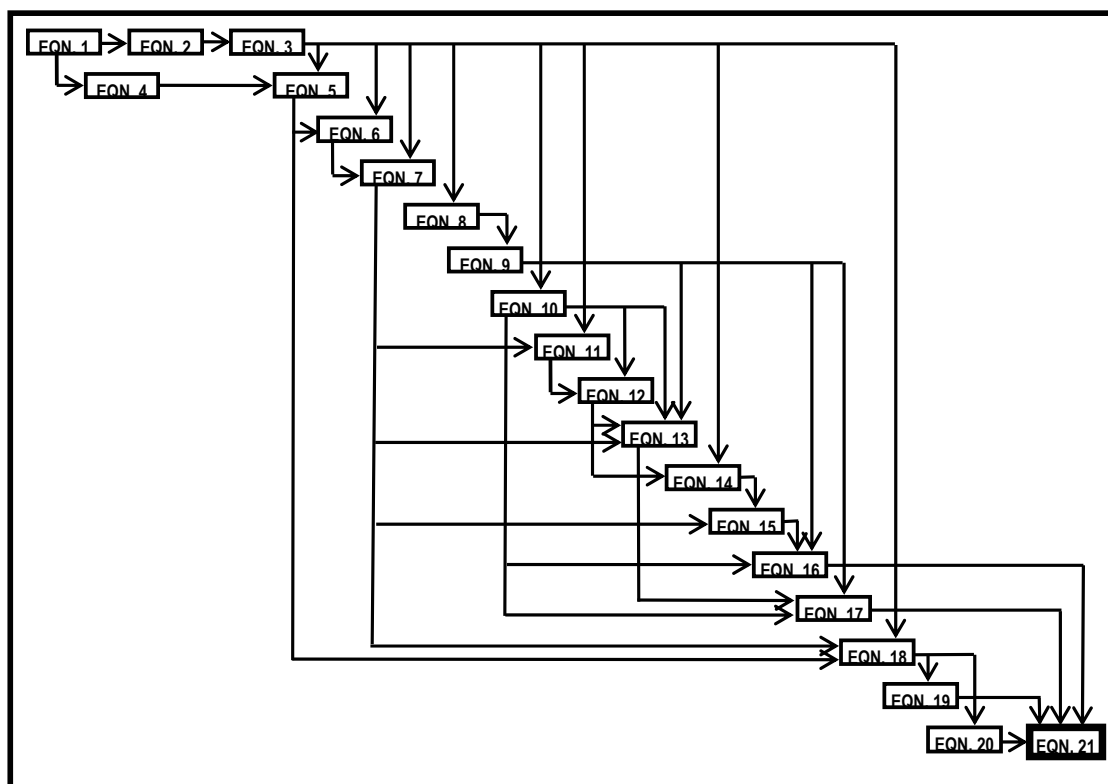 EQN. 1
EQN. 2
EQN. 3
EQN. 4
EQN. 5
EQN. 6
EQN. 7
EQN. 8
EQN. 9
EQN. 10
EQN. 11
EQN. 12
EQN. 13
EQN. 14
EQN. 15
EQN. 16
EQN. 17
EQN. 18
EQN. 19
EQN. 20
EQN. 21